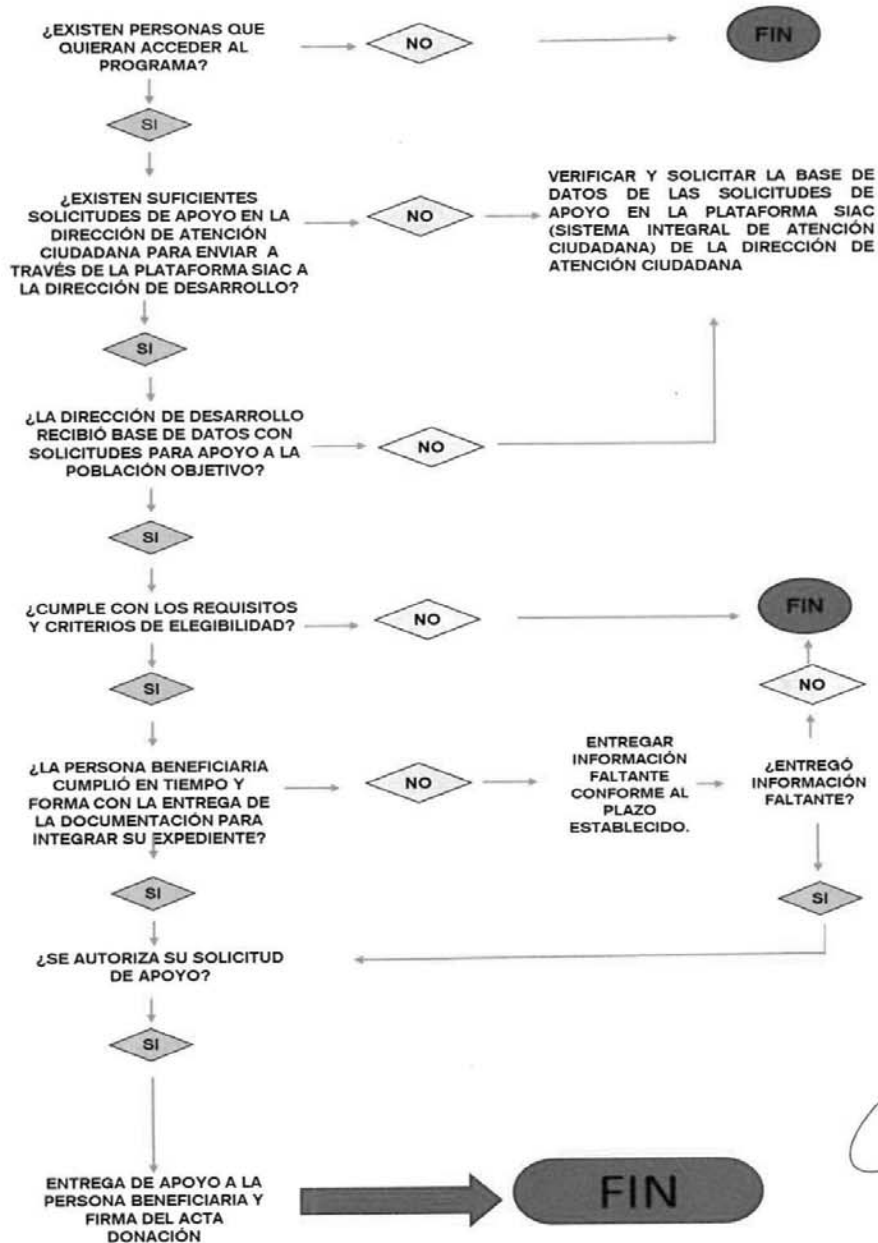 ¿EXISTEN PERSONAS QUE
QUIERAN ACCEDER AL
PROGRAMA?
NO
FIN
SI
¿EXISTEN SUFICIENTES
SOLICITUDES DE APOYO EN LA
DIRECCIÓN DE ATENCIÓN
CIUDADANA PARA ENVIAR A
TRAVÉS DE LA PLATAFORMA SIAC A
LA DIRECCIÓN DE DESARROLLO?
NO
VERIFICAR Y SOLICITAR LA BASE DE
DATOS DE LAS SOLICITUDES DE
APOYO EN LA PLATAFORMA SIAC
(SISTEMA INTEGRAL DE ATENCIÓN
CIUDADANA) DE LA DIRECCIÓN DE
ATENCIÓN CIUDADANA
SI
¿LA DIRECCIÓN DE DESARROLLO
RECIBIÓ BASE DE DATOS CON
SOLICITUDES PARA APOYO A LA
POBLACIÓN OBJETIVO?
NO
SI
¿CUMPLE CON LOS REQUISITOS
Y CRITERIOS DE ELEGIBILIDAD?
NO
FIN
SI
NO
¿LA PERSONA BENEFICIARIA
CUMPLIÓ EN TIEMPO Y
FORMA CON LA ENTREGA DE
LA DOCUMENTACIÓN PARA
INTEGRAR SU EXPEDIENTE?
NO
ENTREGAR
INFORMACIÓN
FALTANTE
CONFORME AL
PLAZO
ESTABLECIDO.
¿ENTREGÓ
INFORMACIÓN
FALTANTE?
SI
SI
¿SE AUTORIZA SU SOLICITUD
DE APOYO?
SI
ENTREGA DE APOYO A LA
PERSONA BENEFICIARIA Y
FIRMA DEL ACTA
DONACIÓN
FIN